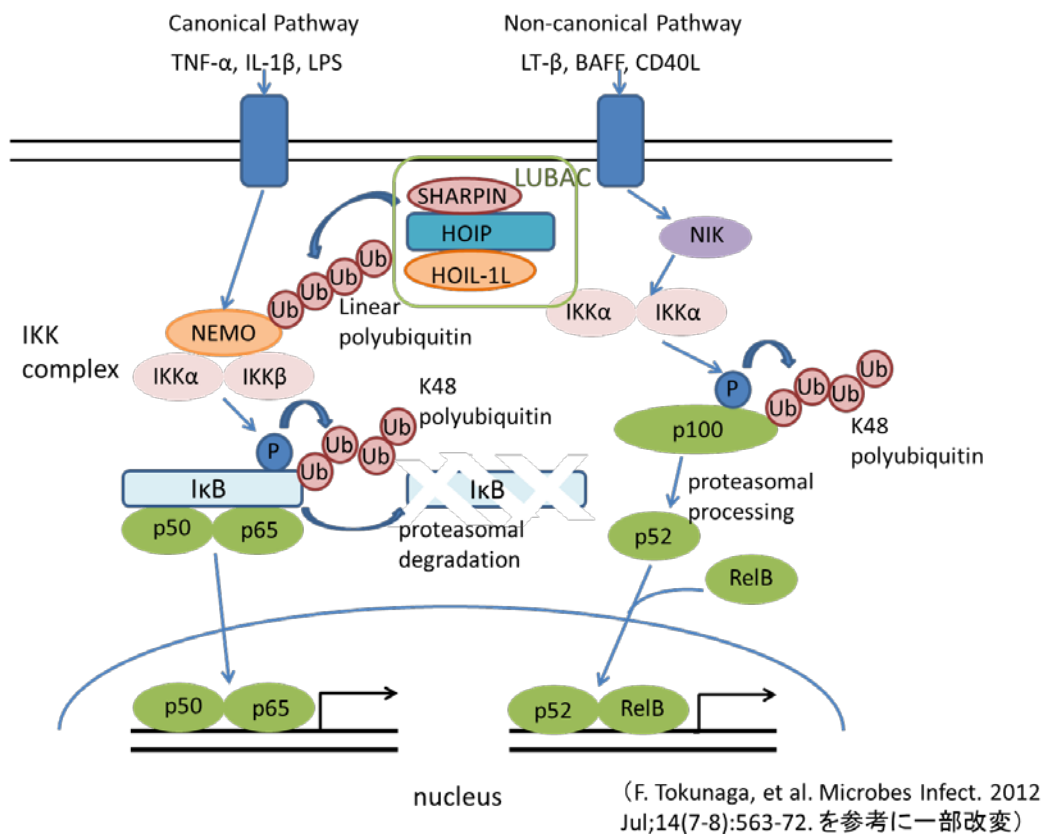 Canonical Pathway
TNF-α, IL-1β, LPS
Non-canonical Pathway
LT-β, BAFF, CD40L
LUBAC
SHARPIN
HOIP
HOIL-1L
NIK
Ub
Ub
Ub
Ub
Linear
polyubiquitin
IKKα
IKKα
IKK
complex
NEMO
IKKα
IKKβ
K48
polyubiquitin
P
Ub
Ub
Ub
Ub
P
Ub
Ub
Ub
Ub
p100
K48
polyubiquitin
IκB
IκB
p50
p65
proteasomal
degradation
proteasomal
processing
p52
RelB
p50
p65
p52
RelB
nucleus
（F. Tokunaga, et al. Microbes Infect. 2012
Jul;14(7-8):563-72. を参考に一部改変）